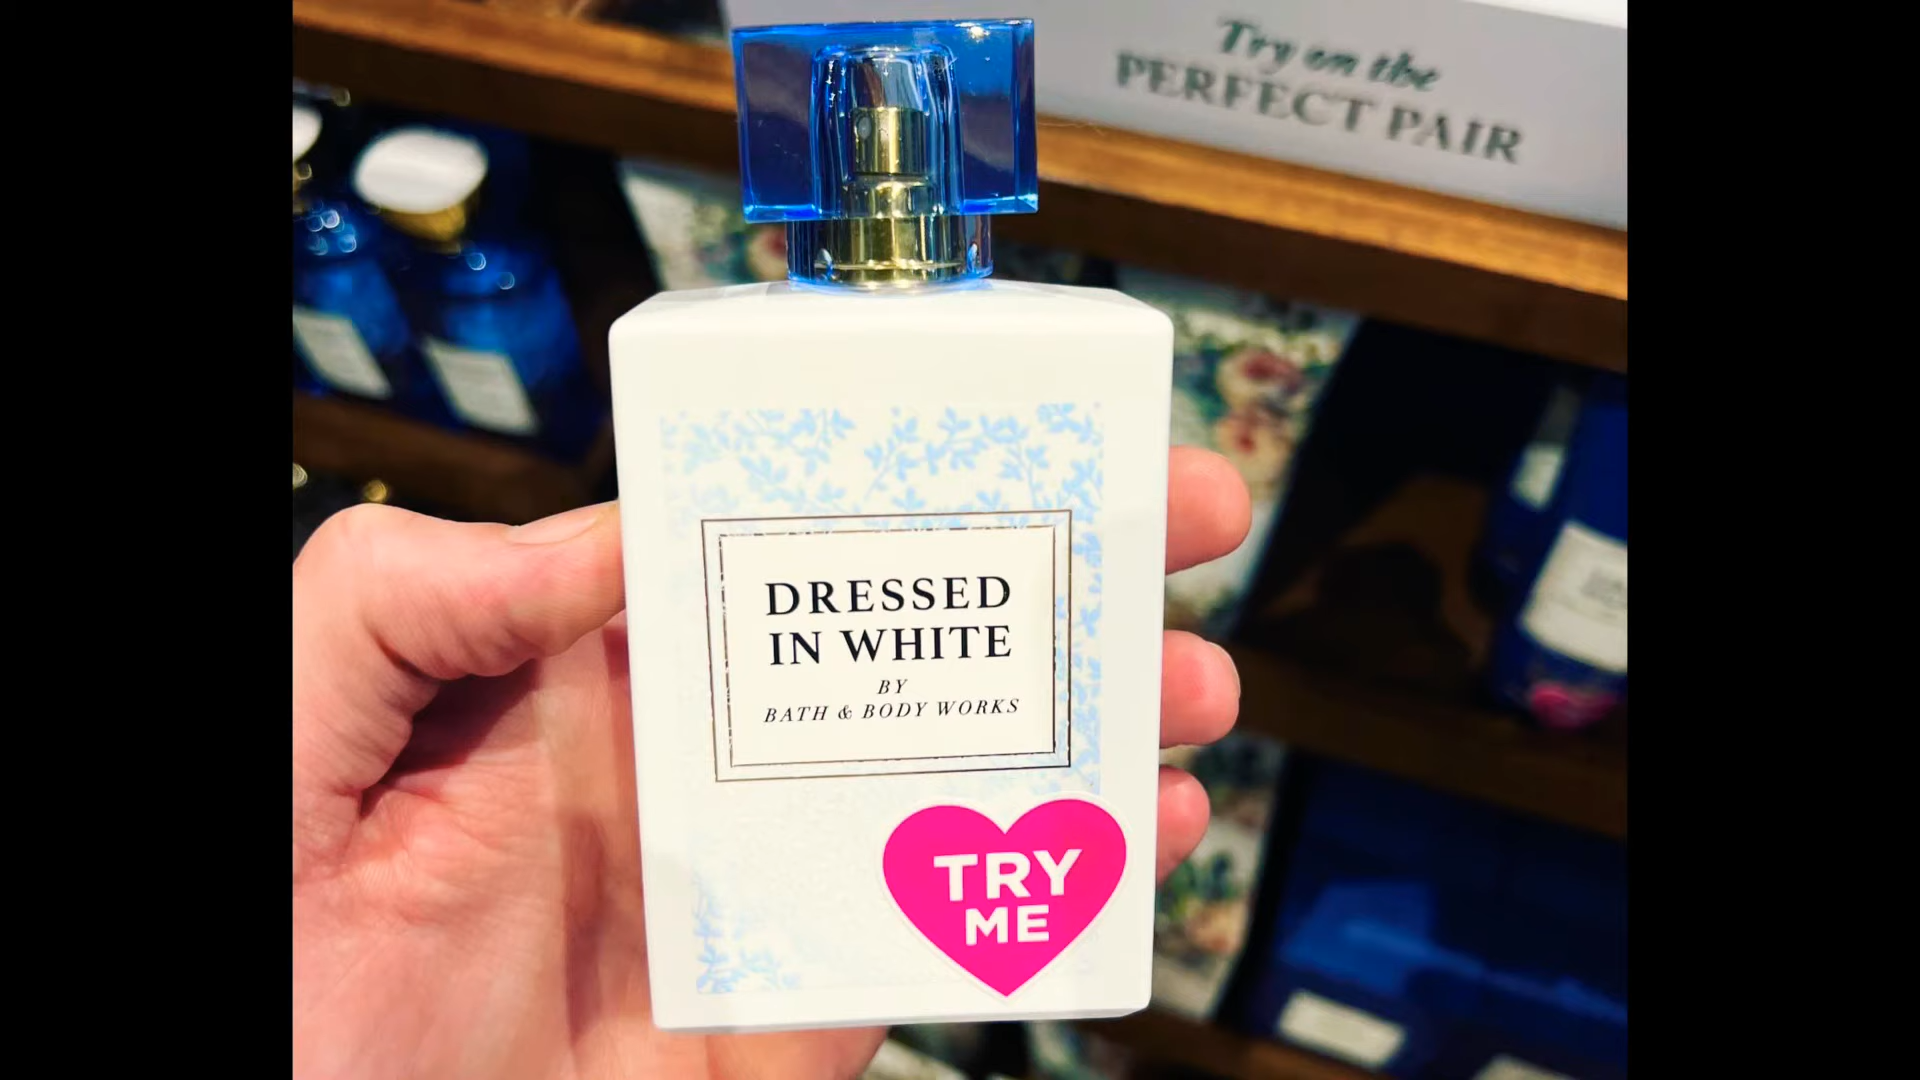 Try on the
PERFECT PAIR
DRESSED
IN WHITE
BY
BATH & BODY WORKS
TRY
ME